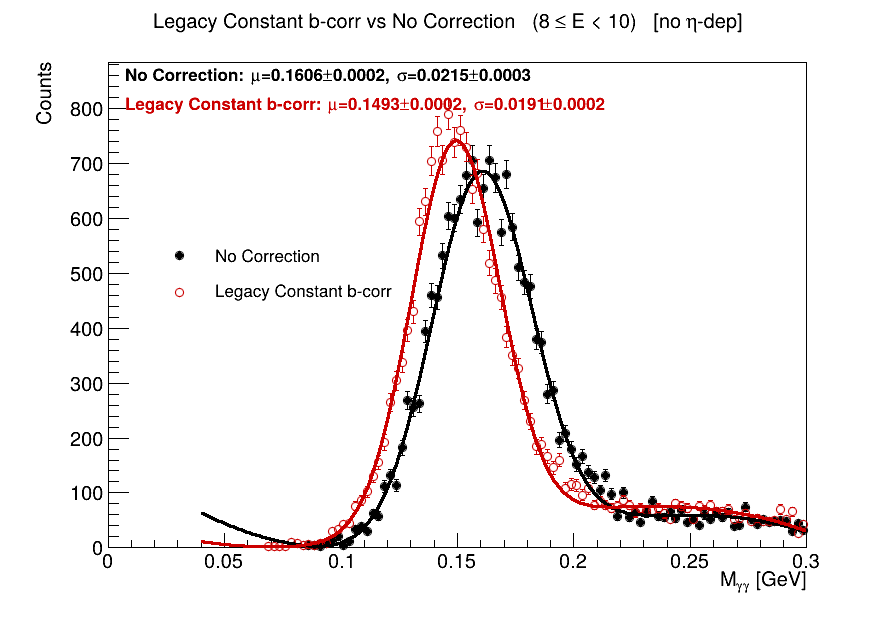 Legacy Constant b-corr vs No Correction (8 ≤ E < 10) [no η-dep]
No Correction: μ=0.1606±0.0002, σ=0.0215±0.0003
Legacy Constant b-corr: μ=0.1493±0.0002, σ=0.0191±0.0002
Counts
800
700
600
500
400
300
200
100
0
No Correction
Legacy Constant b-corr
0 0.05 0.1 0.15 0.2 0.25 0.3
Mγγ [GeV]